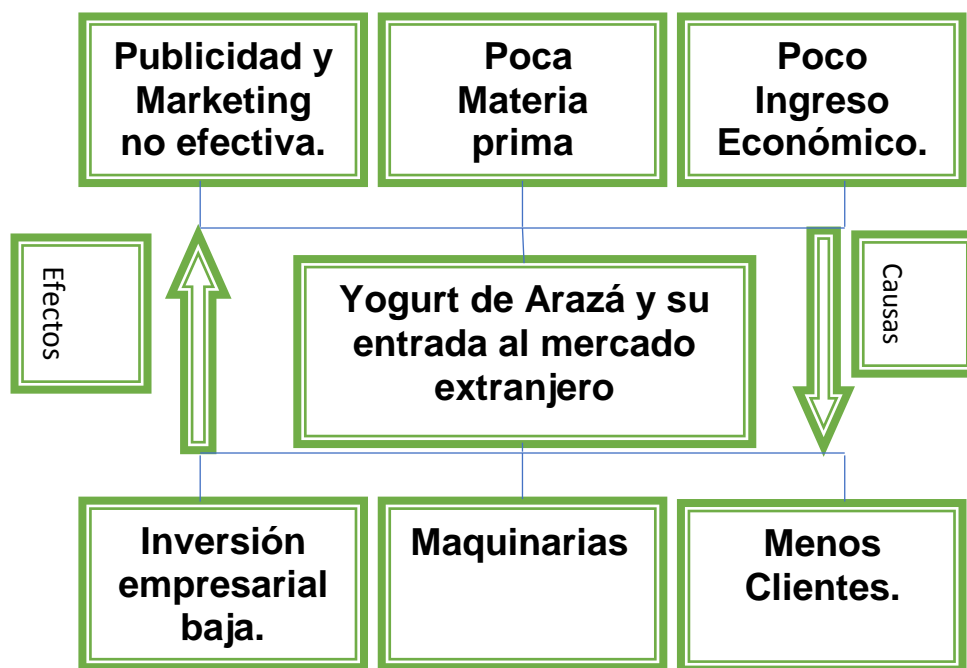 Publicidad y
Marketing
no efectiva.
Poca
Materia
prima
Poco
Ingreso
Económico.
Efectos
Yogurt de Arazá y su
entrada al mercado
extranjero
Causas
Inversión
empresarial
baja.
Maquinarias
Menos
Clientes.